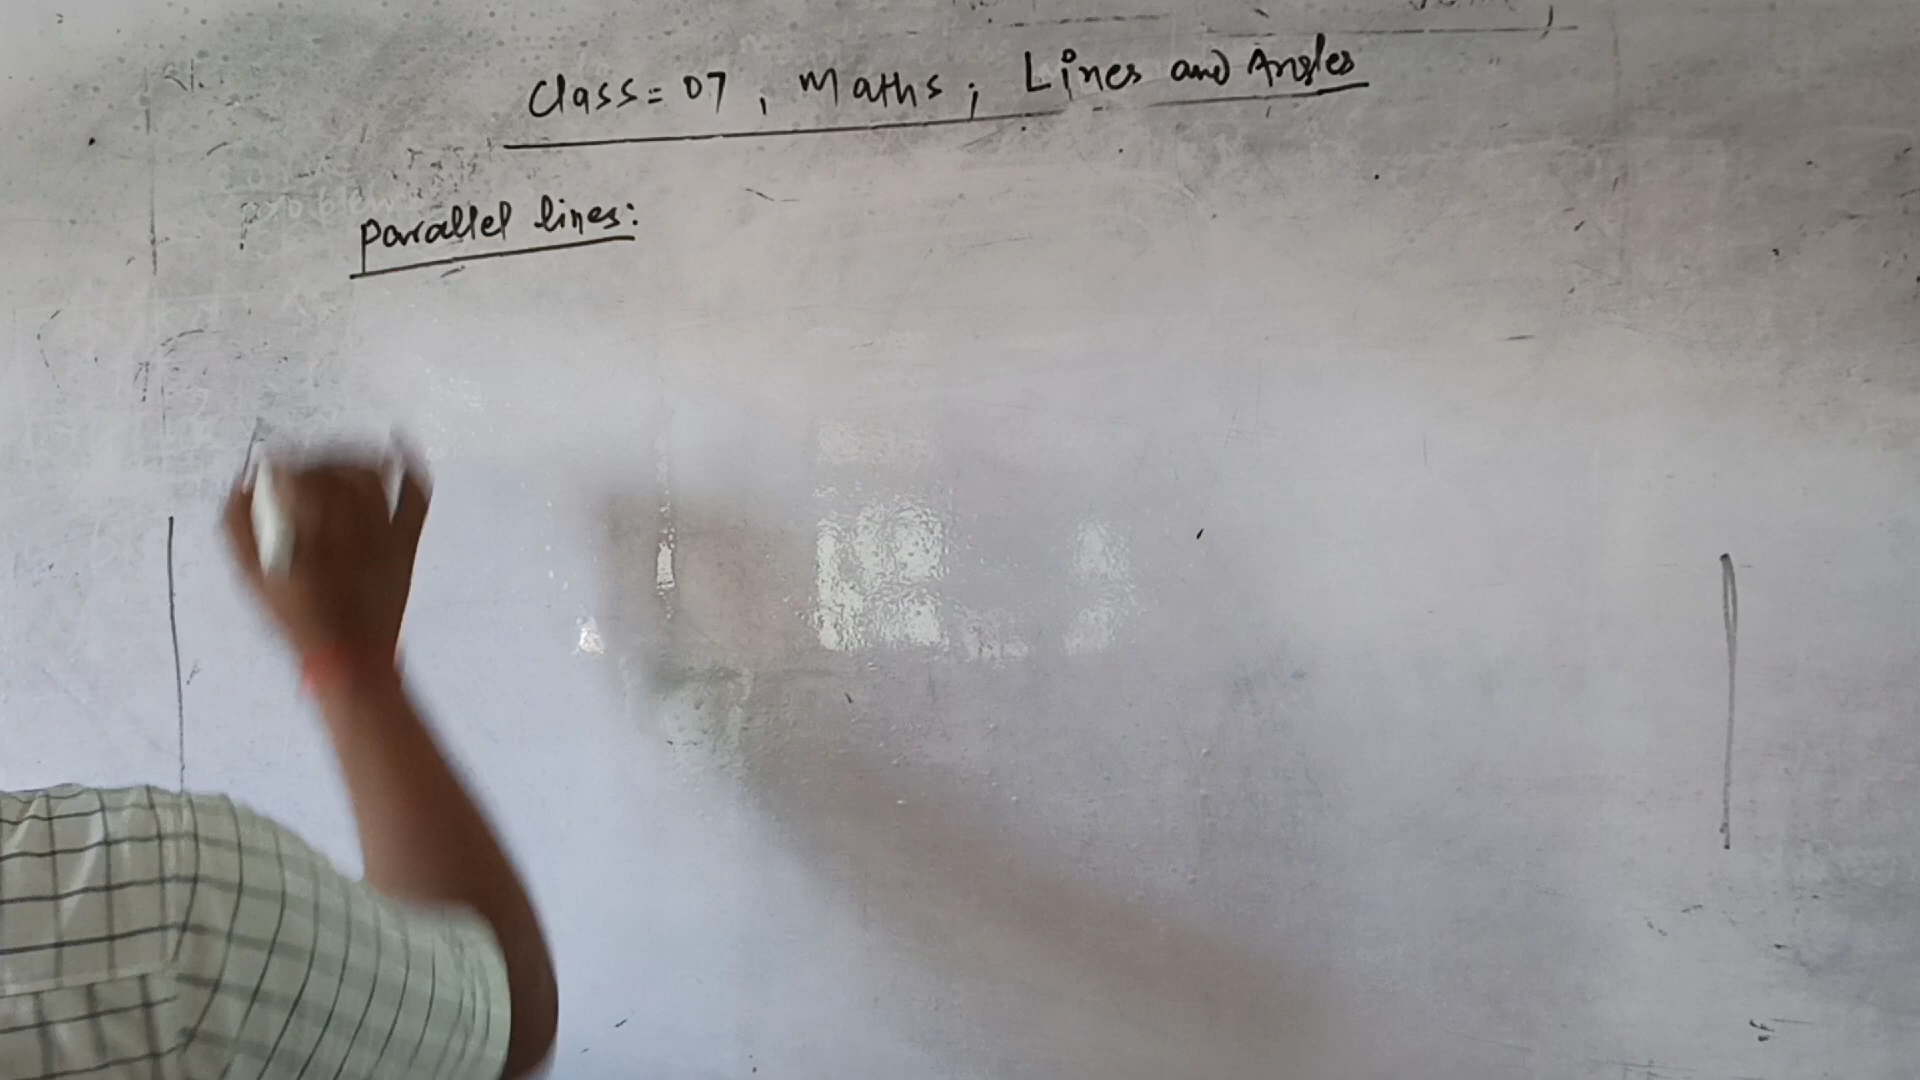 Class = 07, Maths, Lines and Angles
Parallel lines: